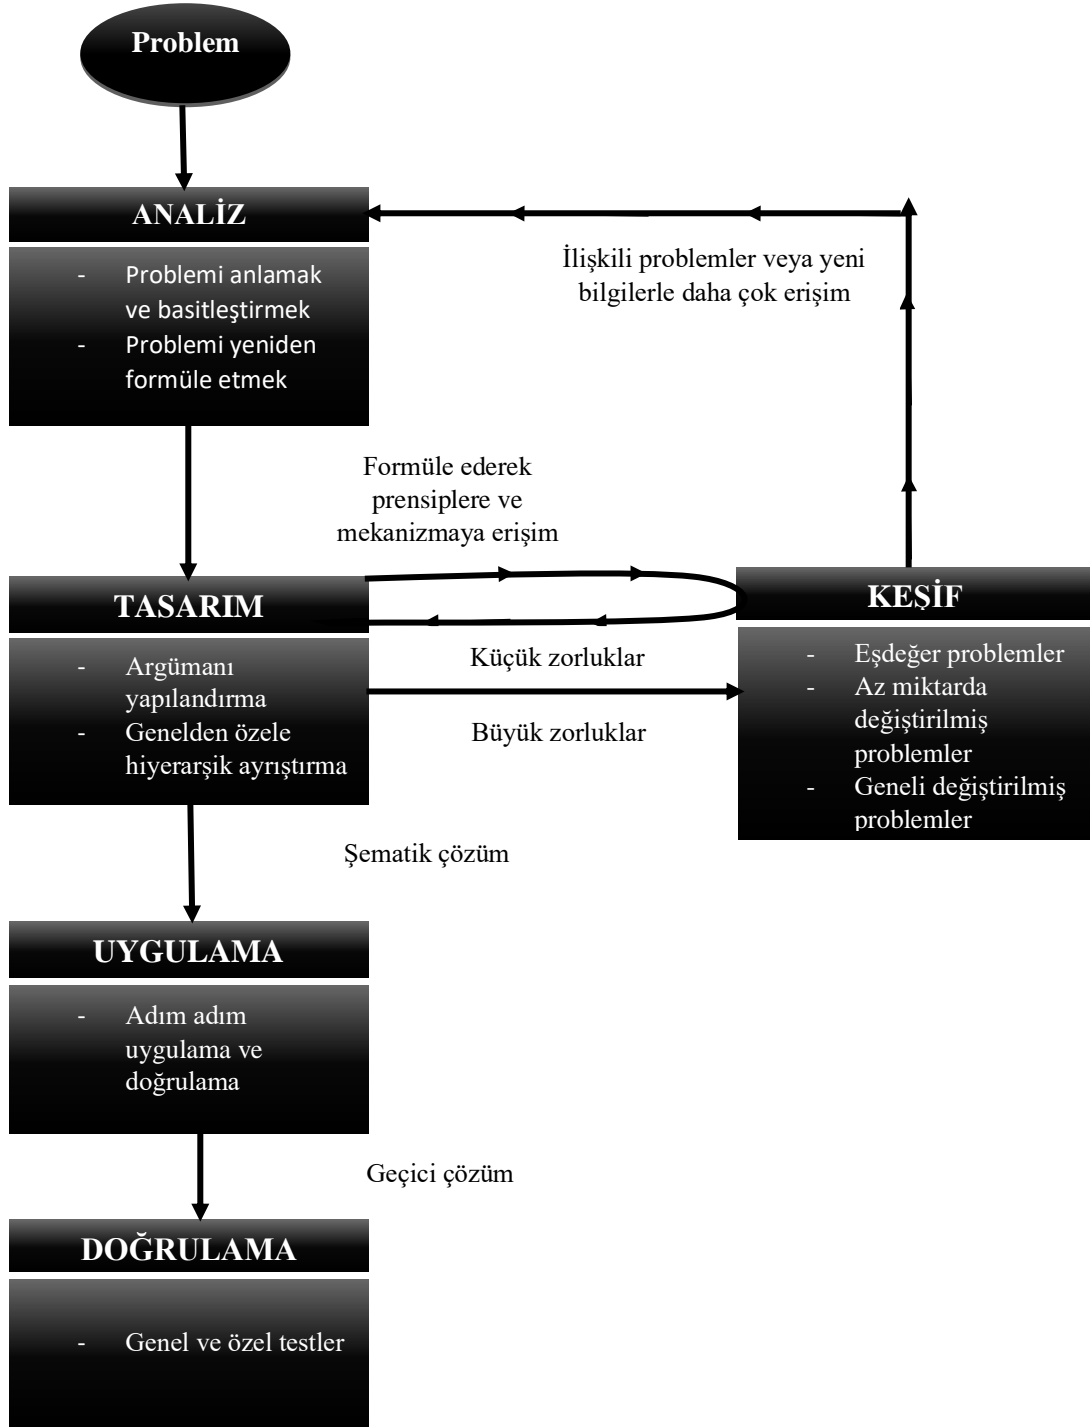 Problem
ANALİZ
- Problemi anlamak
ve basitleştirmek
- Problemi yeniden
formüle etmek
İlişkili problemler veya yeni
bilgilerle daha çok erişim
Formüle ederek
prensiplere ve
mekanizmaya erişim
TASARIM
- Argümanı
yapılandırma
- Genelden özele
hiyerarşik ayrıştırma
Küçük zorluklar
Büyük zorluklar
KEŞİF
- Eşdeğer problemler
- Az miktarda
değiştirilmiş
problemler
- Geneli değiştirilmiş
problemler
Şematik çözüm
UYGULAMA
- Adım adım
uygulama ve
doğrulama
Geçici çözüm
DOĞRULAMA
- Genel ve özel testler